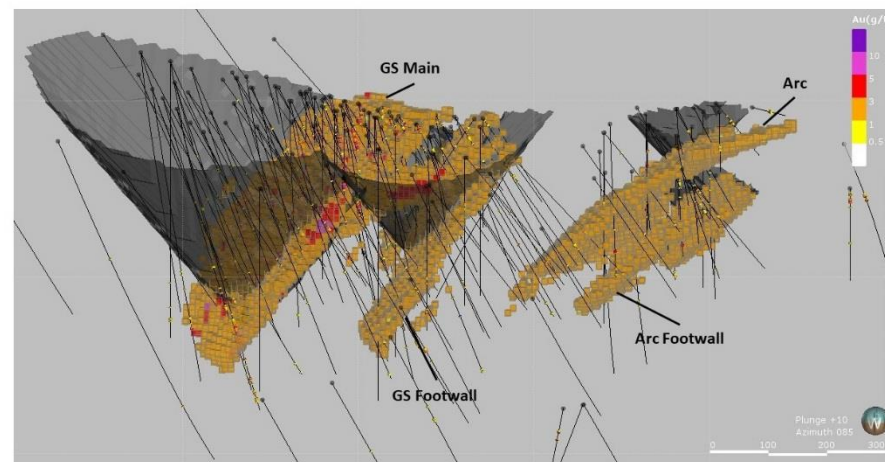 Au(g/
GS Main
Arc
10
5
3
1
0.5
Arc Footwall
GS Footwall
Plunge +10
Azimuth 085
W
0 100 200 300